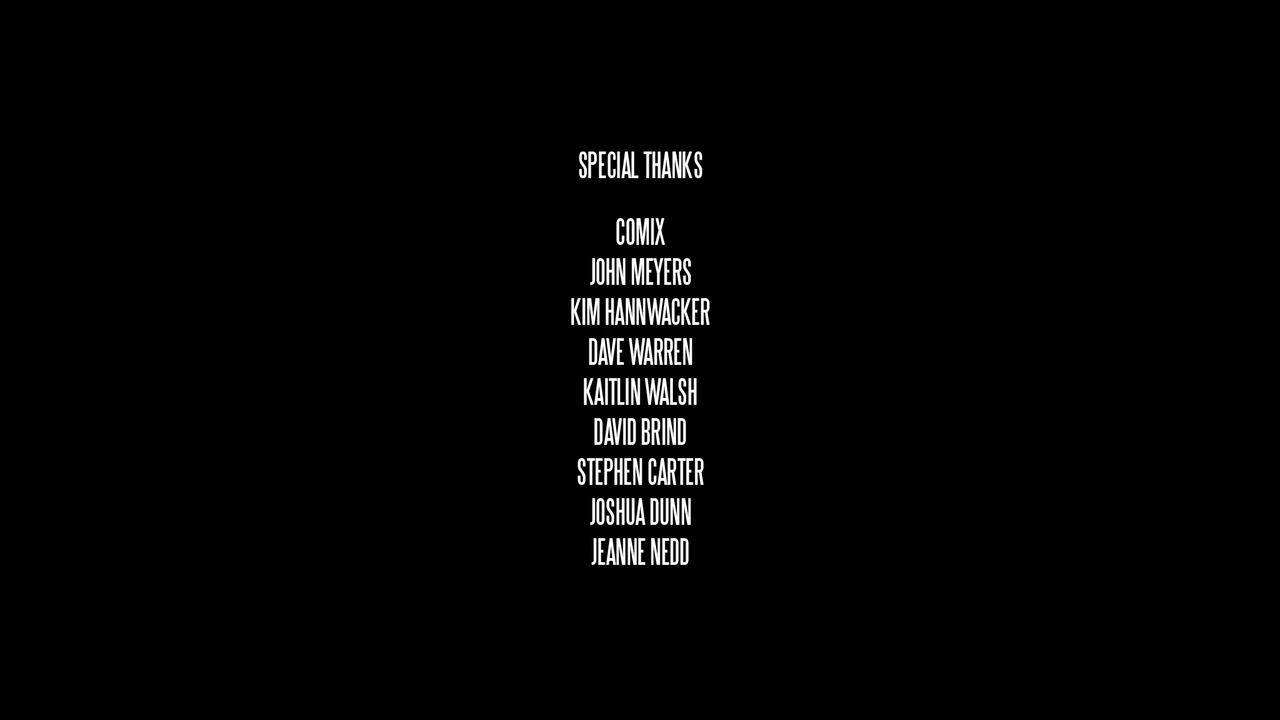 SPECIAL THANKS
COMIX
JOHN MEYERS
KIM HANNWACKER
DAVE WARREN
KAITLIN WALSH
DAVID BRIND
STEPHEN CARTER
JOSHUA DUNN
JEANNE NEDD